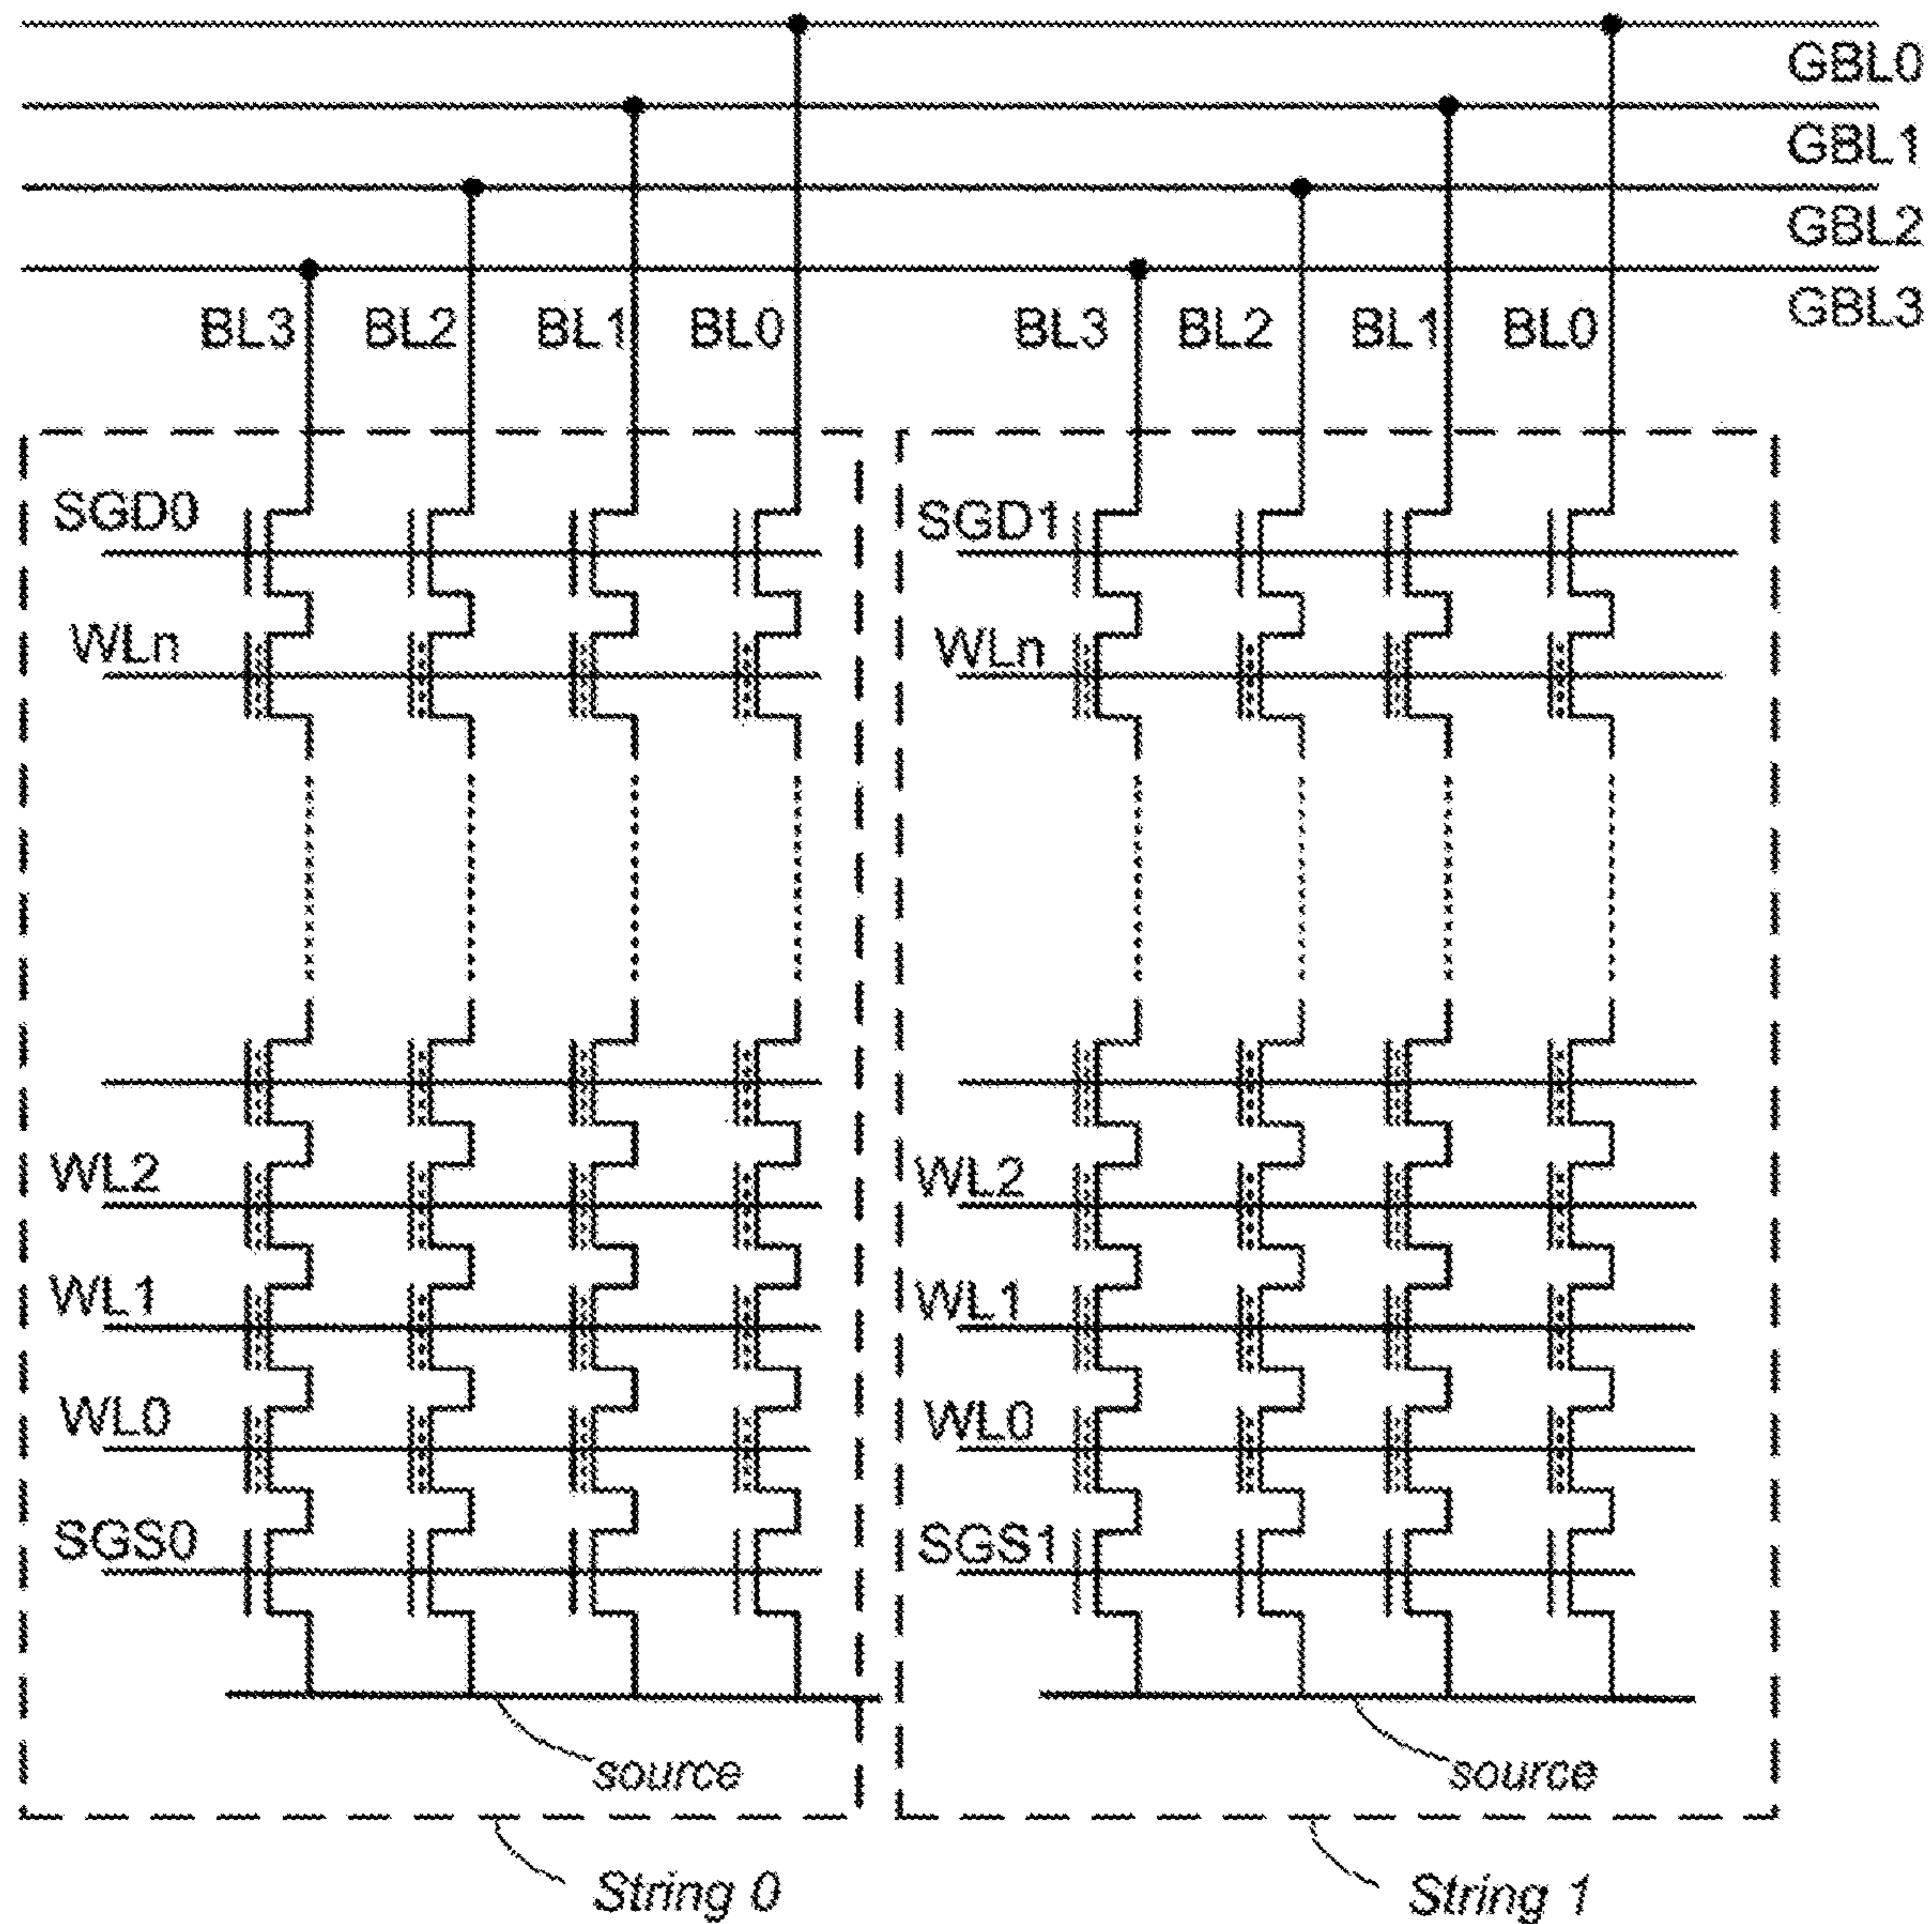 GBL0
GBL1
GBL2
GBL3
BL3 BL2 BL1 BL0 BL3 BL2 BL1 BL0
SGD0 SGD1
WLn WLn
WL2 WL2
WL1 WL1
WL0 WL0
SGS0 SGS1
source source
String 0 String 1